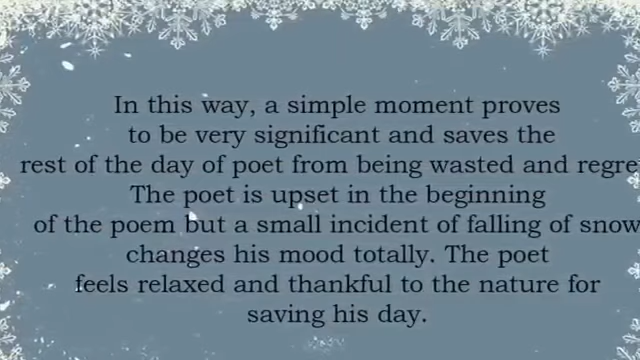 In this way, a simple moment proves
to be very significant and saves the
rest of the day of poet from being wasted and regre
The poet is upset in the beginning
of the poem but a small incident of falling of snow
changes his mood totally. The poet
feels relaxed and thankful to the nature for
saving his day.